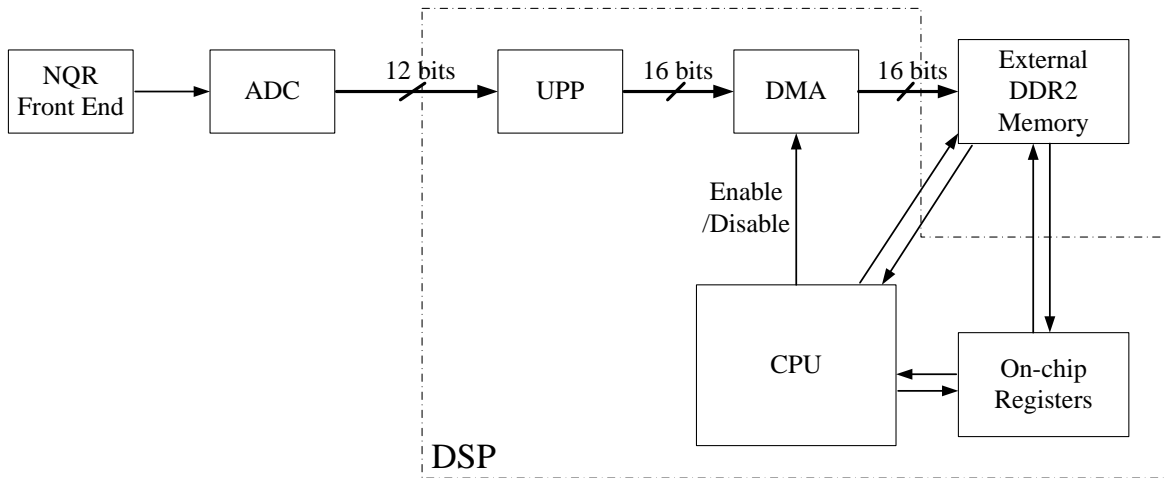 NQR
Front End
ADC
12 bits
UPP
16 bits
DMA
16 bits
External
DDR2
Memory
Enable
/Disable
CPU
On-chip
Registers
DSP